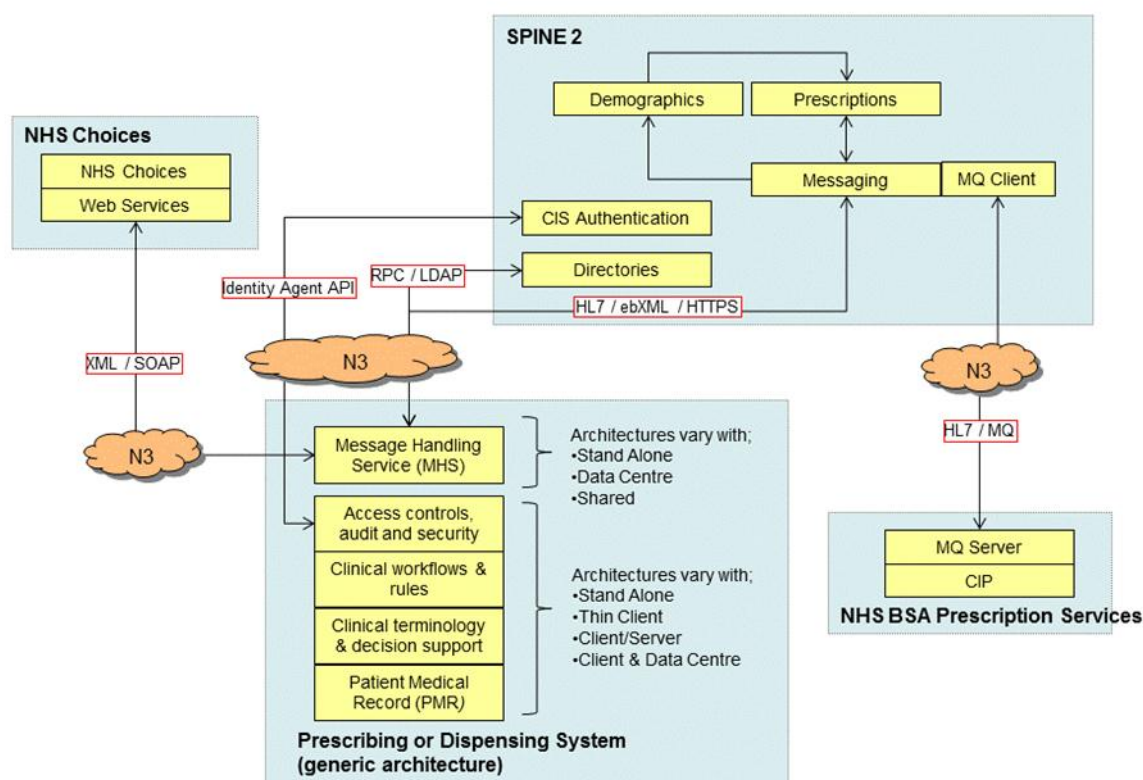 SPINE 2
Demographics
Prescriptions
Messaging
MQ Client
CIS Authentication
Directories
NHS Choices
NHS Choices
Web Services
Identity Agent API
RPC / LDAP
HL7 / ebXML / HTTPS
XML / SOAP
N3
N3
N3
HL7 / MQ
Message Handling
Service (MHS)
Architectures vary with;
•Stand Alone
•Data Centre
•Shared
Access controls,
audit and security
Clinical workflows &
rules
Clinical terminology
& decision support
Patient Medical
Record (PMR)
Architectures vary with;
•Stand Alone
•Thin Client
•Client/Server
•Client & Data Centre
Prescribing or Dispensing System
(generic architecture)
MQ Server
CIP
NHS BSA Prescription Services